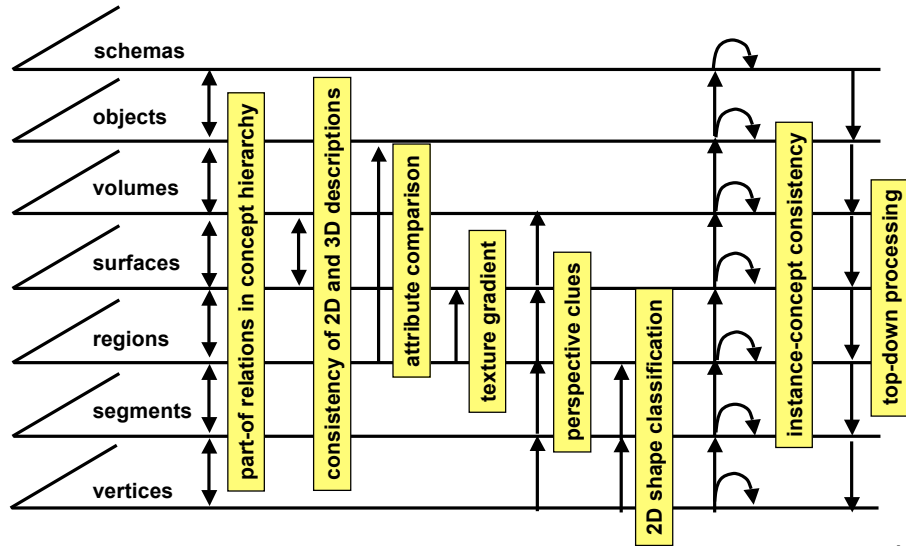 schemas
objects
volumes
surfaces
regions
segments
vertices
part-of relations in concept hierarchy
consistency of 2D and 3D descriptions
attribute comparison
texture gradient
perspective clues
2D shape classification
instance-concept consistency
top-down processing